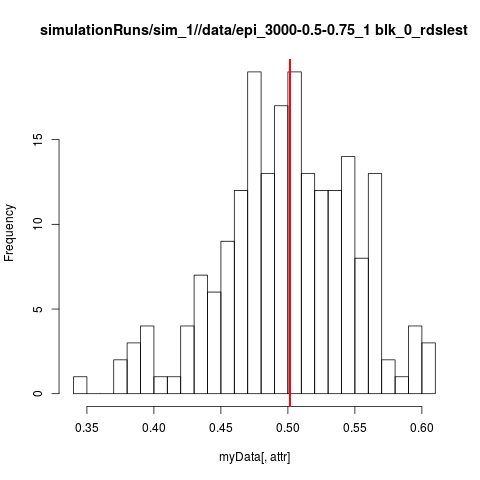 simulationRuns/sim_1//data/epi_3000-0.5-0.75_1 blk_0_rdslest
Frequency
15
10
5
0
0.35 0.40 0.45 0.50 0.55 0.60
myData[, attr]